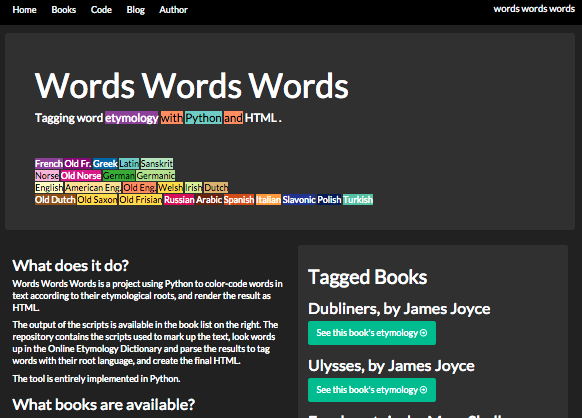 Home Books Code Blog Author words words words
Words Words Words
Tagging word etymology with Python and HTML .
French Old Fr. Greek Latin Sanskrit
Norse Old Norse German Germanic
English American Eng. Old Eng. Welsh Irish Dutch
Old Dutch Old Saxon Old Frisian Russian Arabic Spanish Italian Slavonic Polish Turkish
What does it do?
Words Words Words is a project using Python to color-code words in
text according to their etymological roots, and render the result as
HTML.
The output of the scripts is available in the book list on the right. The
repository contains the scripts used to mark up the text, look words
up in the Online Etymology Dictionary and parse the results to tag
words with their root language, and create the final HTML.
The tool is entirely implemented in Python.
What books are available?
Tagged Books
Dubliners, by James Joyce
See this book's etymology
Ulysses, by James Joyce
See this book's etymology